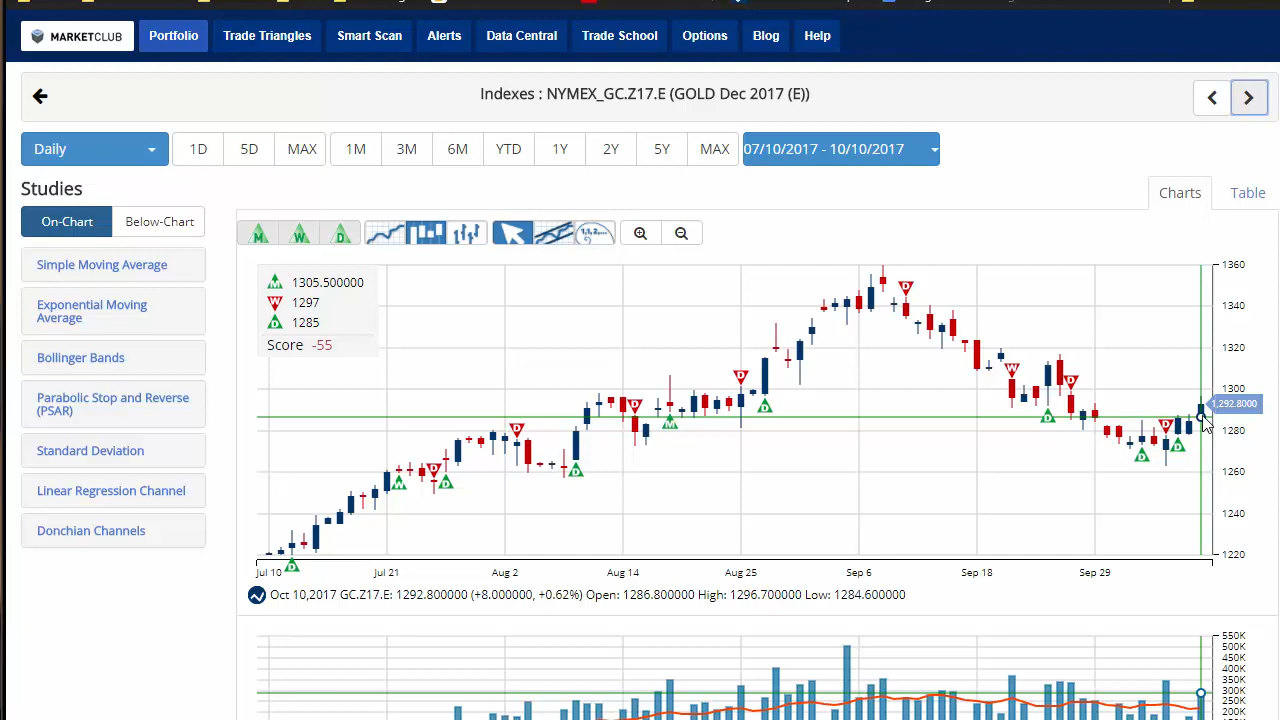 MARKETCLUB Portfolio Trade Triangles Smart Scan Alerts Data Central Trade School Options Blog Help
Indexes : NYMEX_GC.Z17.E (GOLD Dec 2017 (E))
Daily 1D 5D MAX 1M 3M 6M YTD 1Y 2Y 5Y MAX 07/10/2017 - 10/10/2017
Studies
Charts Table
On-Chart Below-Chart
Simple Moving Average
Exponential Moving
Average
Bollinger Bands
Parabolic Stop and Reverse
(PSAR)
Standard Deviation
Linear Regression Channel
Donchian Channels
M W D 1,1,2,...
M 1305.500000
W 1297
D 1285
Score -55
1360
1340
1320
1300
1,292.8000
1280
1260
1240
1220
D D D W D M W D D D D D D W D D D D
Jul 10 Jul 21 Aug 2 Aug 14 Aug 25 Sep 6 Sep 18 Sep 29
Oct 10,2017 GC.Z17.E: 1292.800000 (+8.000000, +0.62%) Open: 1286.800000 High: 1296.700000 Low: 1284.600000
550K
500K
450K
400K
350K
300K
250K
200K